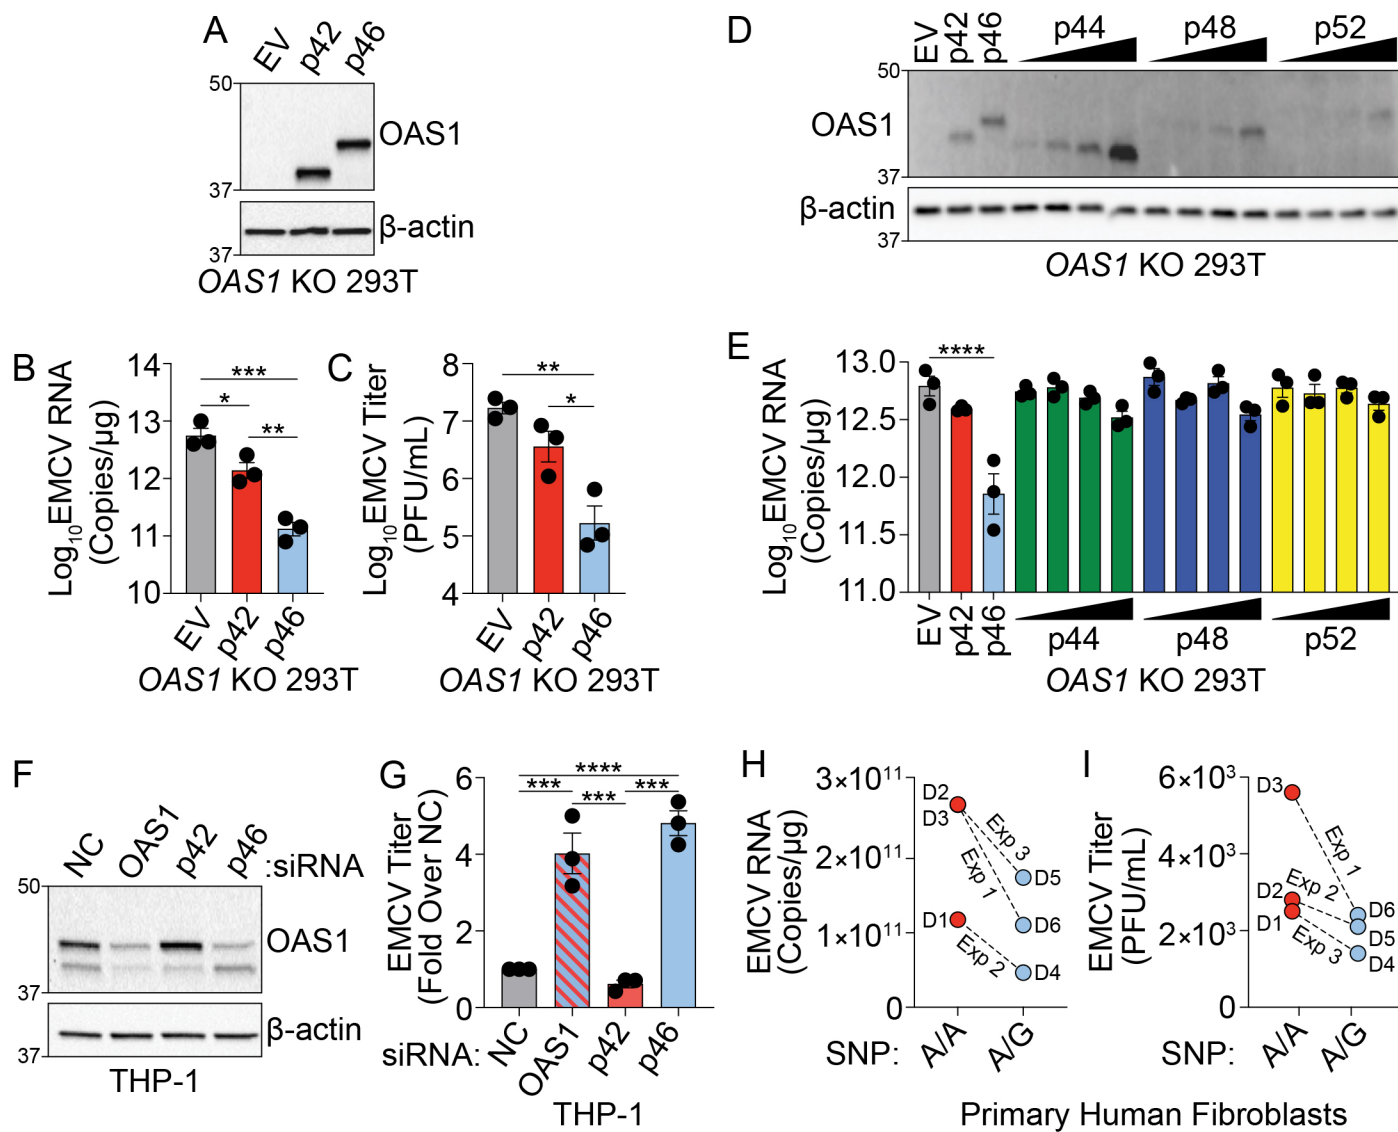 A
EV
p42
p46
50
OAS1
37
β-actin
37
OAS1 KO 293T
D
EV
p42
p46
p44
p48
p52
50
OAS1
37
β-actin
37
OAS1 KO 293T
B
Log10EMCV RNA
(Copies/µg)
14
13
12
11
10
***
*
**
EV
p42
p46
OAS1 KO 293T
C
Log10EMCV Titer
(PFU/mL)
8
7
6
5
4
**
*
EV
p42
p46
OAS1 KO 293T
E
Log10EMCV RNA
(Copies/µg)
13.0
12.5
12.0
11.5
11.0
****
EV
p42
p46
p44
p48
p52
OAS1 KO 293T
F
NC
OAS1
p42
p46
:siRNA
50
OAS1
37
β-actin
37
THP-1
G
EMCV Titer
(Fold Over NC)
6
4
2
0
****
***
***
***
siRNA:
NC
OAS1
p42
p46
THP-1
H
EMCV RNA
(Copies/µg)
3×10¹¹
2×10¹¹
1×10¹¹
0
D2
D3
D1
Exp 3
Exp 1
Exp 2
D5
D6
D4
SNP:
A/A
A/G
I
EMCV Titer
(PFU/mL)
6×10³
4×10³
2×10³
0
D3
D2
D1
Exp 1
Exp 2
Exp 3
D6
D5
D4
SNP:
A/A
A/G
Primary Human Fibroblasts